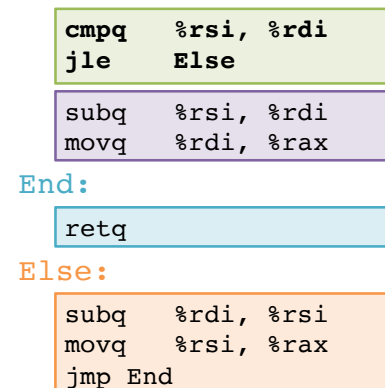 cmpq %rsi, %rdi
jle Else
subq %rsi, %rdi
movq %rdi, %rax
End:
retq
Else:
subq %rdi, %rsi
movq %rsi, %rax
jmp End